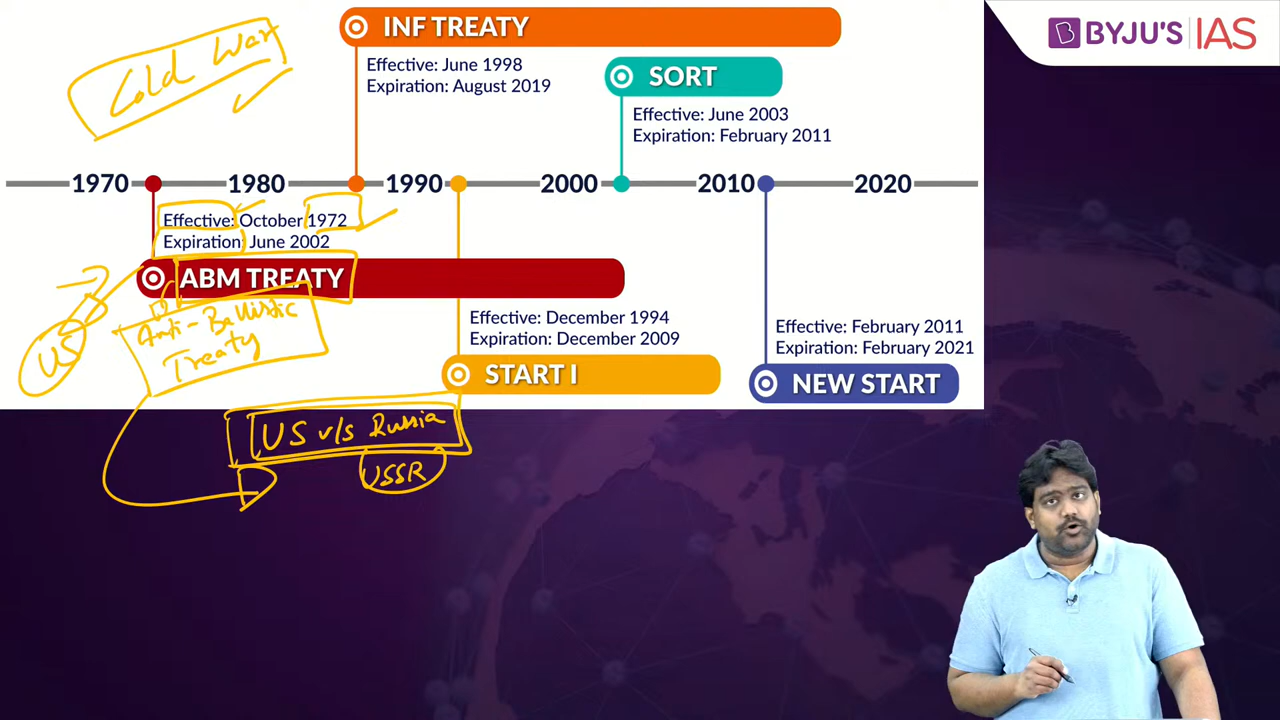 INF TREATY
BYJU'S IAS
Effective: June 1998
Expiration: August 2019
Cold War
SORT
Effective: June 2003
Expiration: February 2011
1970 1980 1990 2000 2010 2020
Effective: October 1972
Expiration: June 2002
ABM TREATY
US
Anti-Ballistic
Treaty
Effective: December 1994
Expiration: December 2009
START I
Effective: February 2011
Expiration: February 2021
NEW START
US v/s Russia
USSR